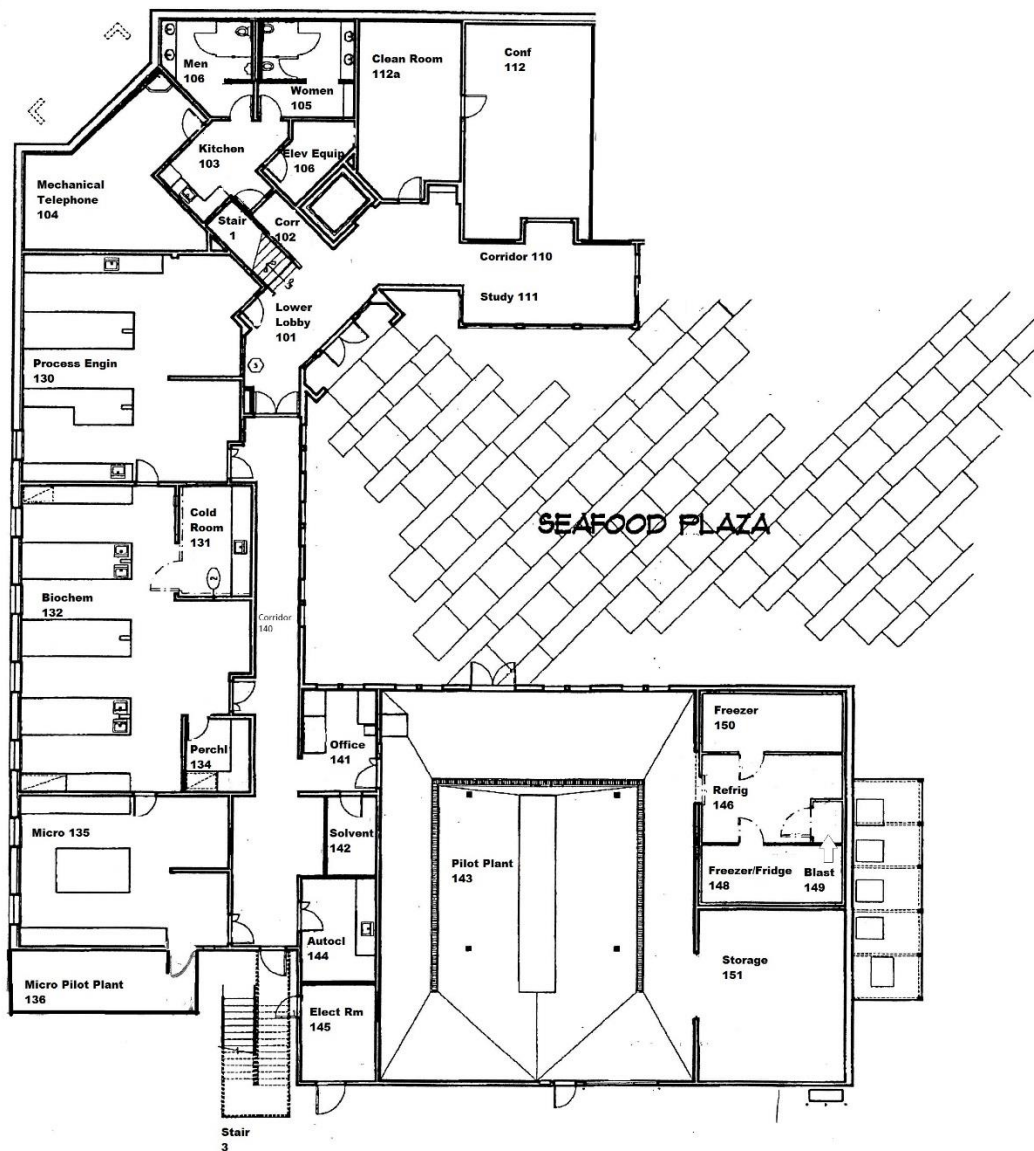 Men
106
Women
105
Clean Room
112a
Conf
112
Kitchen
103
Elev Equip
106
Mechanical
Telephone
104
Stair
1
Corr
102
Corridor 110
Study 111
Lower
Lobby
101
Process Engin
130
Cold
Room
131
SEAFOOD PLAZA
Biochem
132
Corridor
140
Perchl
134
Office
141
Freezer
150
Refrig
146
Micro 135
Solvent
142
Pilot Plant
143
Freezer/Fridge
148
Blast
149
Autocl
144
Storage
151
Micro Pilot Plant
136
Elect Rm
145
Stair
3